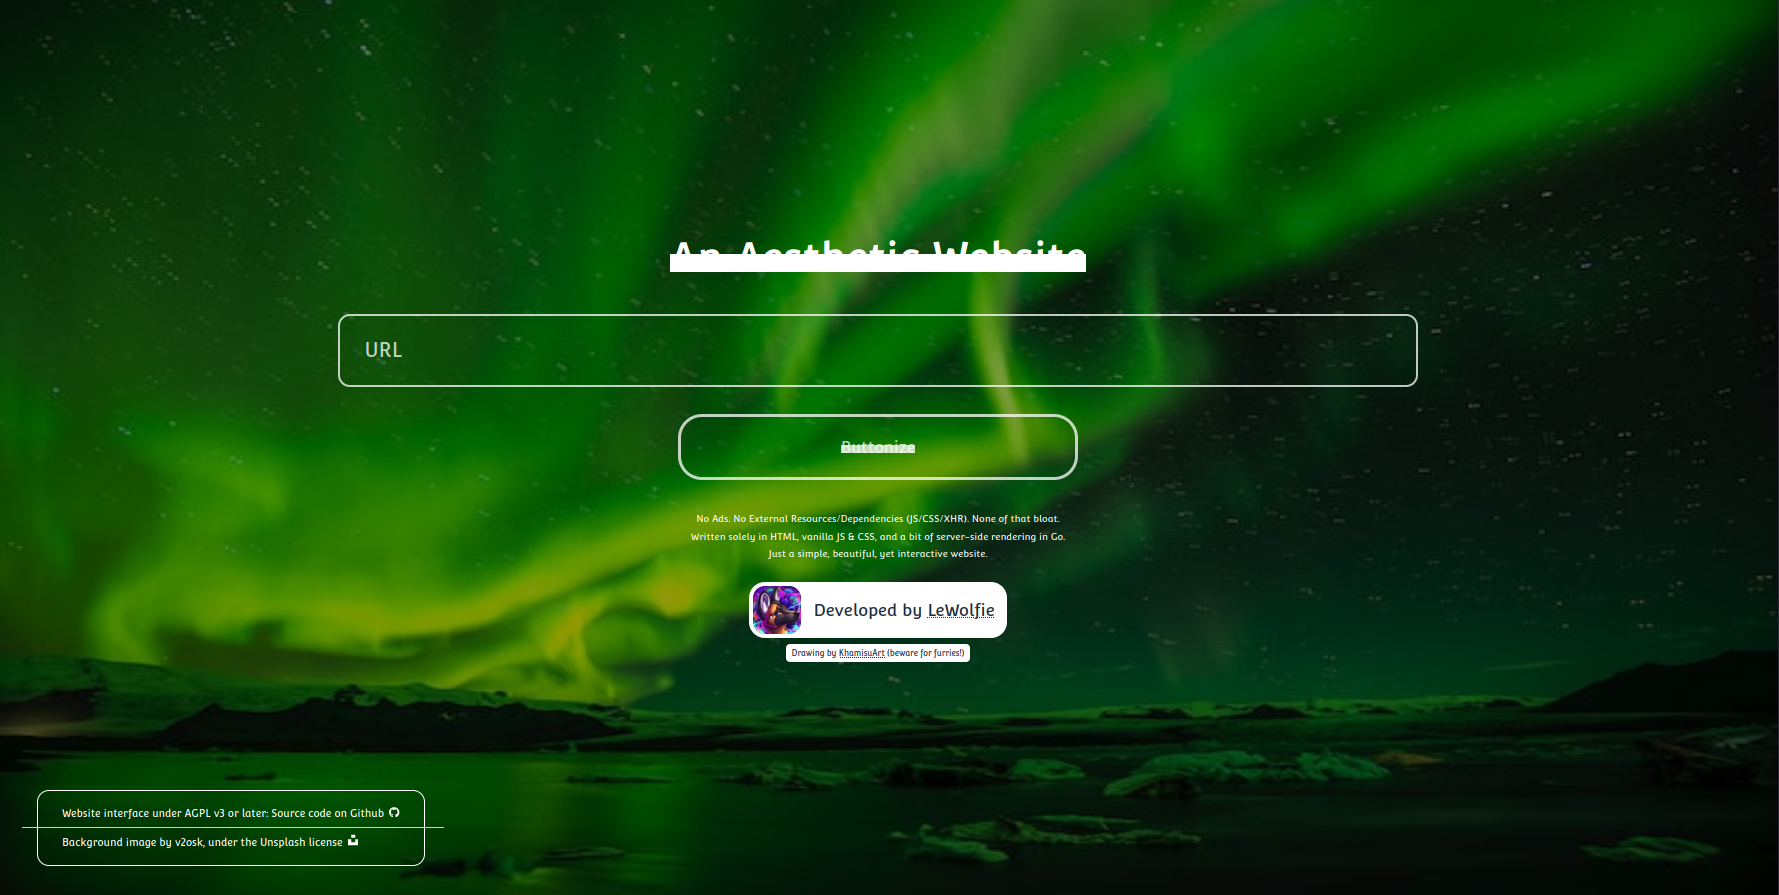 An Aesthetic Website
URL
Buttonize
No Ads. No External Resources/Dependencies (JS/CSS/XHR). None of that bloat.
Written solely in HTML, vanilla JS & CSS, and a bit of server-side rendering in Go.
Just a simple, beautiful, yet interactive website.
Developed by LeWolfie
Drawing by KhamisuArt (beware for furries!)
Website interface under AGPL v3 or later: Source code on Github
Background image by v2osk, under the Unsplash license